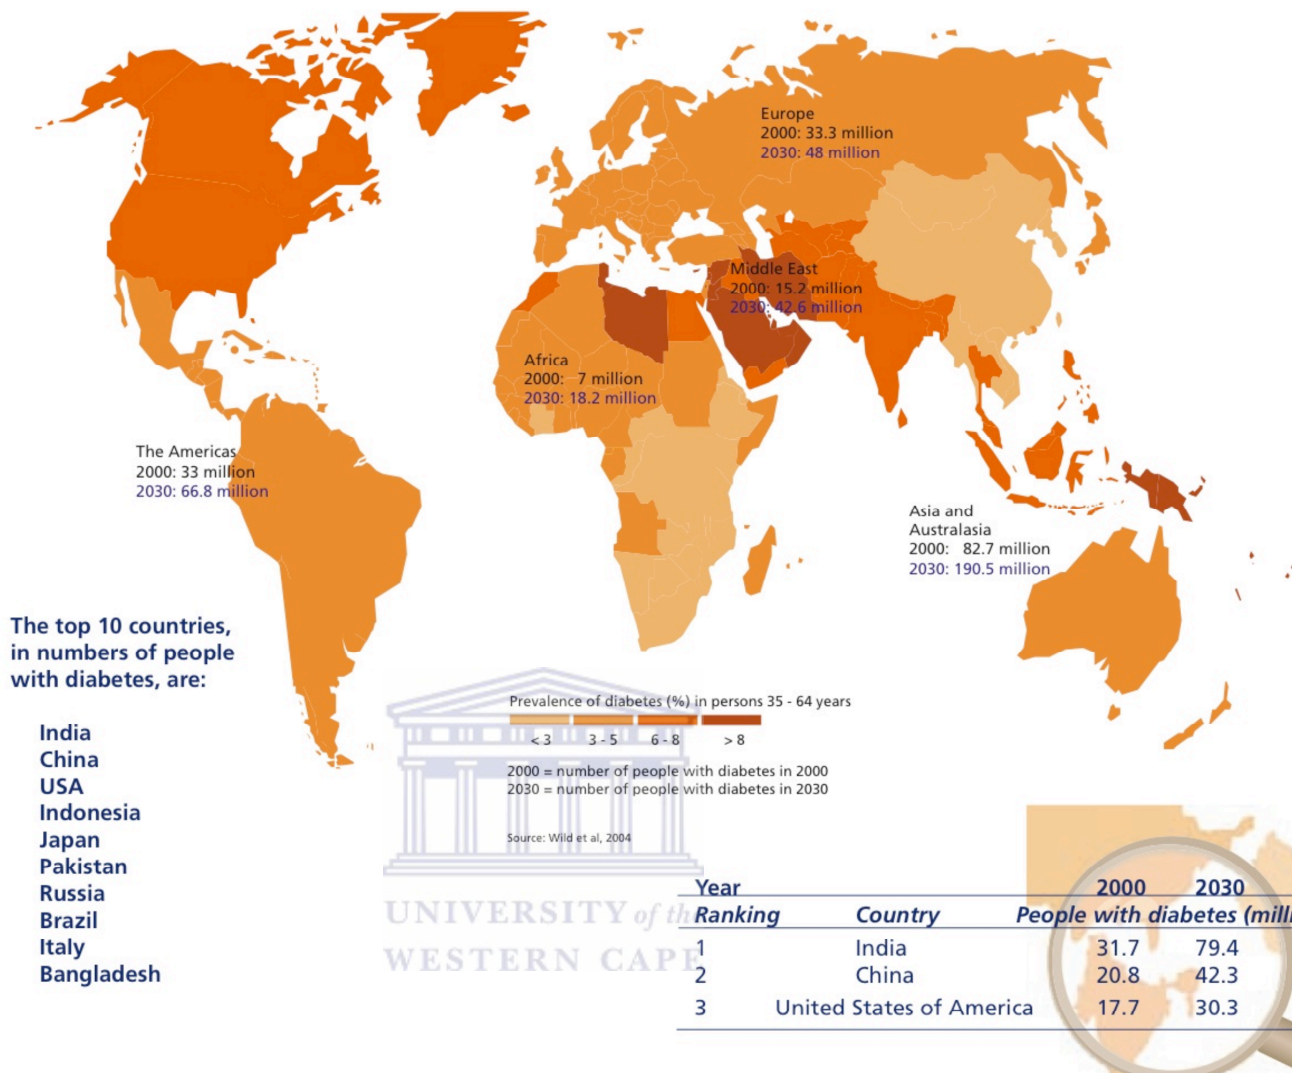 Europe
2000: 33.3 million
2030: 48 million
Middle East
2000: 15.2 million
2030: 42.6 million
Africa
2000: 7 million
2030: 18.2 million
The Americas
2000: 33 million
2030: 66.8 million
Asia and
Australasia
2000: 82.7 million
2030: 190.5 million
The top 10 countries,
in numbers of people
with diabetes, are:
India
China
USA
Indonesia
Japan
Pakistan
Russia
Brazil
Italy
Bangladesh
Prevalence of diabetes (%) in persons 35 - 64 years
< 3 3 - 5 6 - 8 > 8
2000 = number of people with diabetes in 2000
2030 = number of people with diabetes in 2030
Source: Wild et al, 2004
UNIVERSITY of the
WESTERN CAPE
Year 2000 2030
Ranking Country People with diabetes (mill
1 India 31.7 79.4
2 China 20.8 42.3
3 United States of America 17.7 30.3